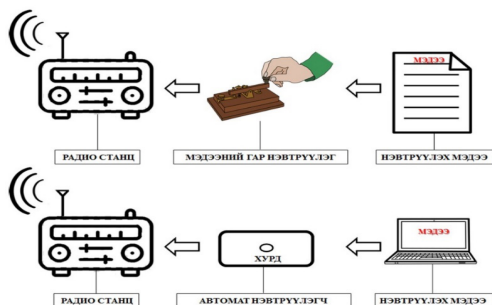 МЭДЭЭ
РАДИО СТАНЦ
МЭДЭЭНИЙ ГАР НЭВТРҮҮЛЭГ
НЭВТРҮҮЛЭХ МЭДЭЭ
МЭДЭЭ
ХУРД
РАДИО СТАНЦ
АВТОМАТ НЭВТРҮҮЛЭГЧ
НЭВТРҮҮЛЭХ МЭДЭЭ